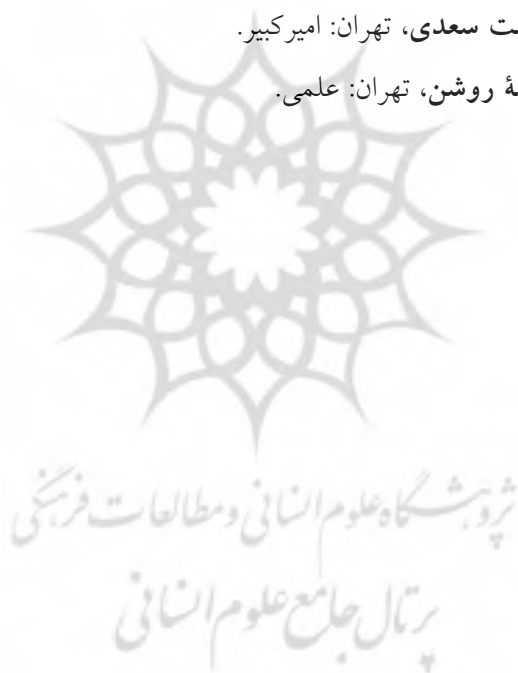 ت سعدی، تهران: امیرکبیر.
ۀ روشن، تهران: علمی.
پژوهشگاه علوم انسانی و مطالعات فرهنگی
پرتال جامع علوم انسانی